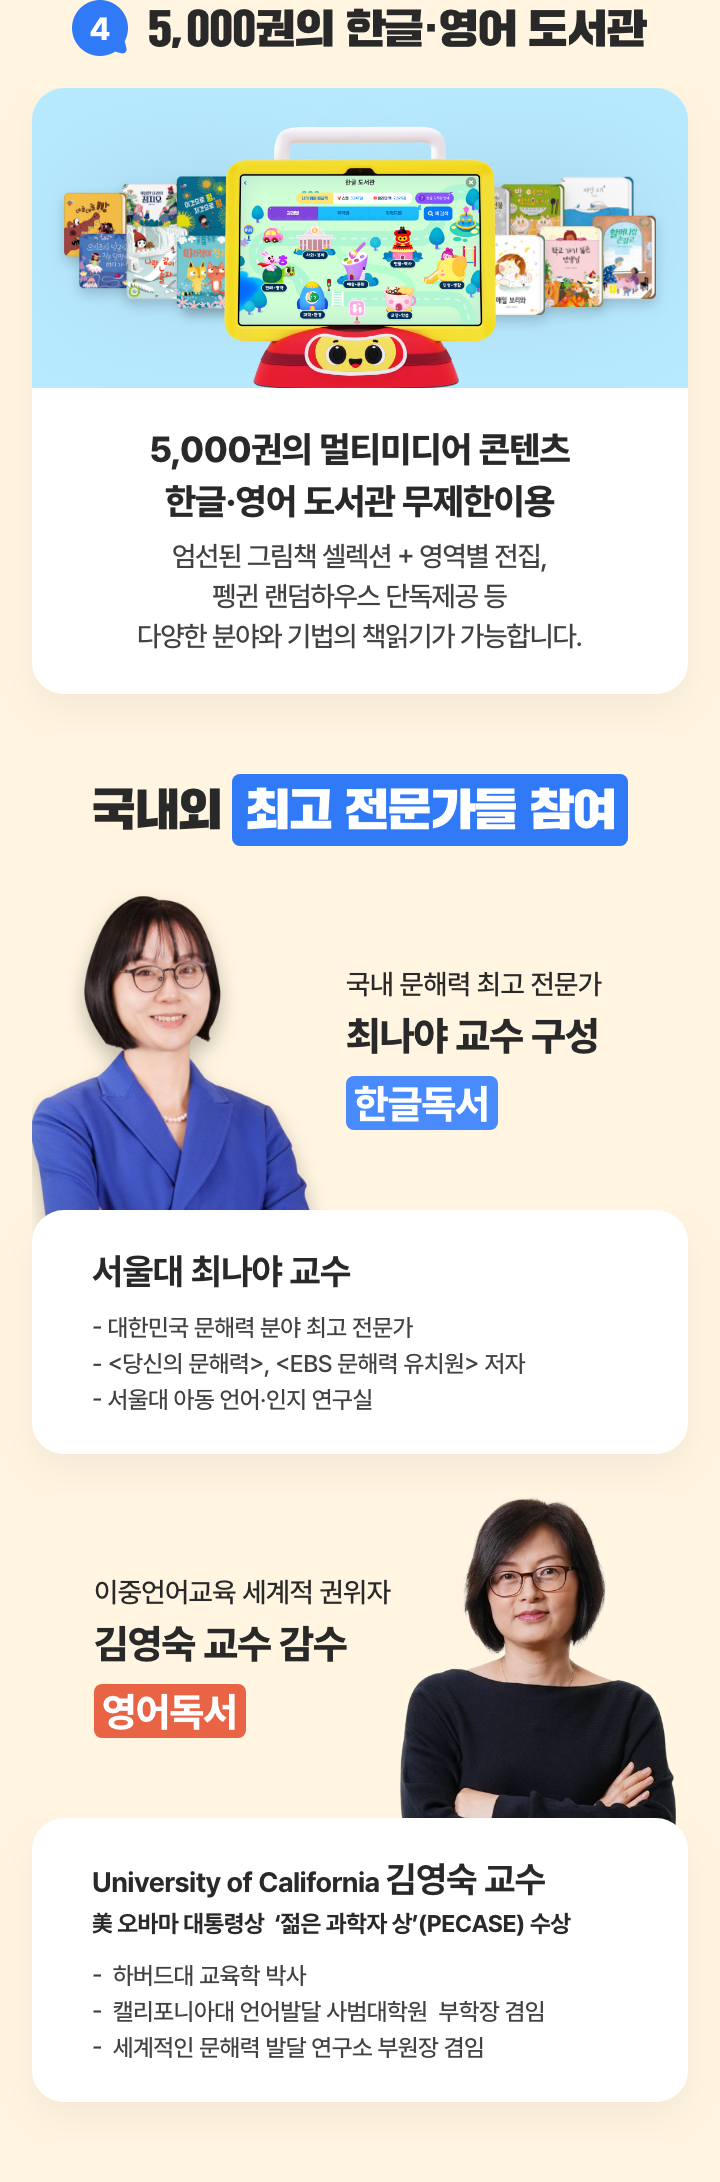 4 5,000권의 한글·영어 도서관
한글 도서관
5,000권의 멀티미디어 콘텐츠
한글·영어 도서관 무제한이용
엄선된 그림책 셀렉션 + 영역별 전집,
펭귄 랜덤하우스 단독제공 등
다양한 분야와 기법의 책읽기가 가능합니다.
국내외 최고 전문가들 참여
국내 문해력 최고 전문가
최나야 교수 구성
한글독서
서울대 최나야 교수
- 대한민국 문해력 분야 최고 전문가
- <당신의 문해력>, <EBS 문해력 유치원> 저자
- 서울대 아동 언어·인지 연구실
이중언어교육 세계적 권위자
김영숙 교수 감수
영어독서
University of California 김영숙 교수
美 오바마 대통령상 ‘젊은 과학자 상’(PECASE) 수상
- 하버드대 교육학 박사
- 캘리포니아대 언어발달 사범대학원 부학장 겸임
- 세계적인 문해력 발달 연구소 부원장 겸임